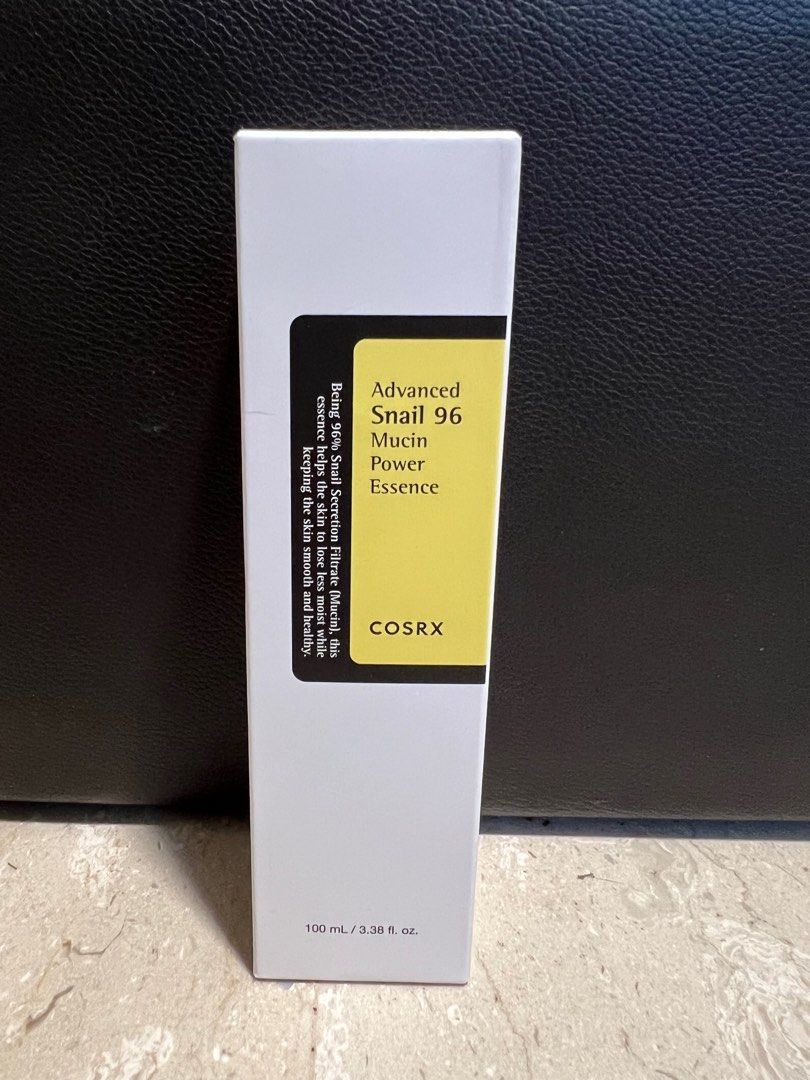 Advanced
Snail 96
Mucin
Power
Essence
COSRX
Being 96% Snail Secretion Filtrate (Mucin), this
essence helps the skin to lose less moist while
keeping the skin smooth and healthy.
100 mL / 3.38 fl. oz.